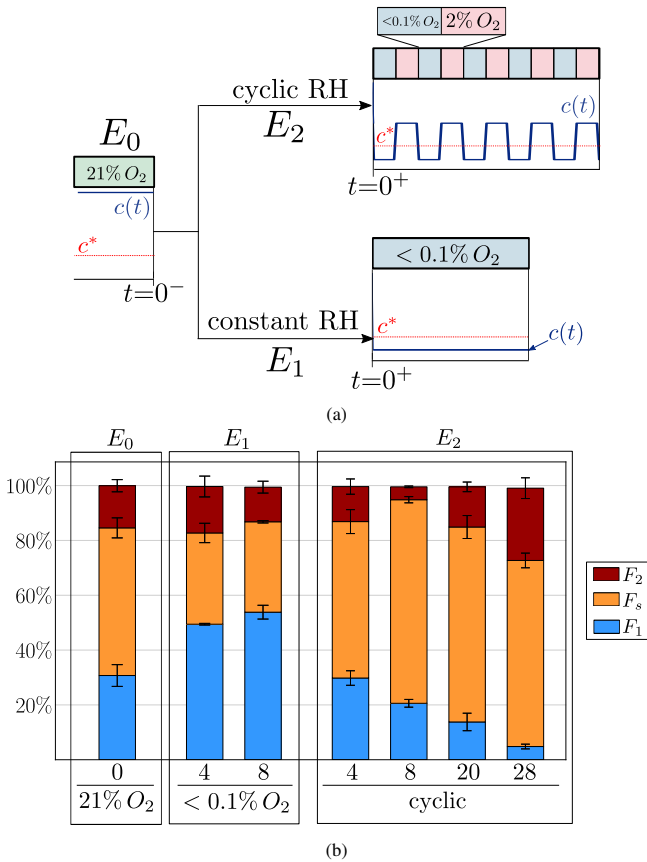 <0.1% O₂ 2% O₂
cyclic RH
E₂
c(t)
c*
t=0⁺
E₀
21% O₂
c(t)
c*
t=0⁻
< 0.1% O₂
constant RH
E₁
c*
c(t)
t=0⁺
(a)
E₀ E₁ E₂
100%
80%
60%
40%
20%
F₂
Fₛ
F₁
0 4 8 4 8 20 28
21% O₂ < 0.1% O₂ cyclic
(b)